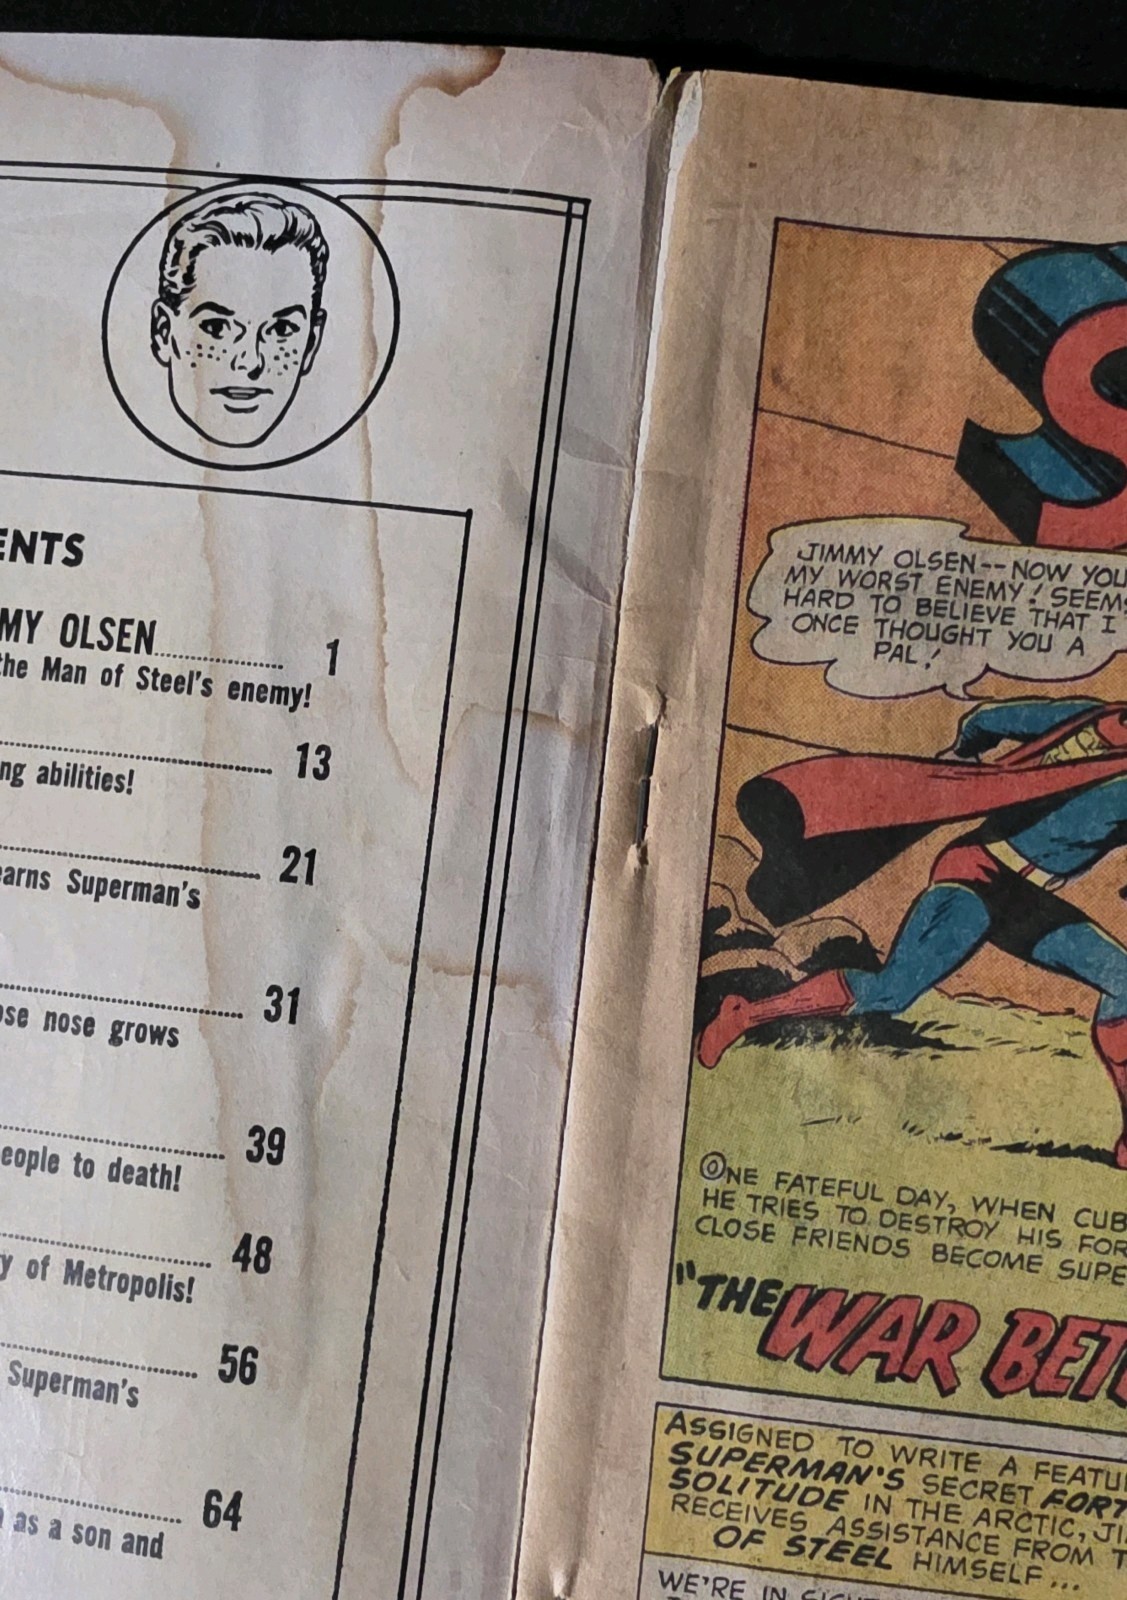 ENTS
MY OLSEN 1
the Man of Steel's enemy!
13
ng abilities!
21
earns Superman's
31
ose nose grows
39
eople to death!
48
y of Metropolis!
56
Superman's
64
as a son and
S
JIMMY OLSEN--NOW YOU
MY WORST ENEMY! SEEMS
HARD TO BELIEVE THAT I
ONCE THOUGHT YOU A
PAL!
ONE FATEFUL DAY, WHEN CUB
HE TRIES TO DESTROY HIS FOR
CLOSE FRIENDS BECOME SUPE
"THE WAR BET
ASSIGNED TO WRITE A FEATU
SUPERMAN'S SECRET FORT
SOLITUDE IN THE ARCTIC, JI
RECEIVES ASSISTANCE FROM T
OF STEEL HIMSELF...
WE'RE IN SIGHT